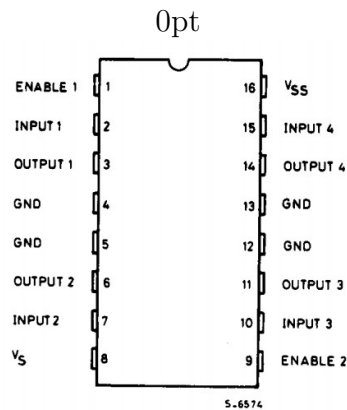 0pt
ENABLE 1 1 16 VSS
INPUT 1 2 15 INPUT 4
OUTPUT 1 3 14 OUTPUT 4
GND 4 13 GND
GND 5 12 GND
OUTPUT 2 6 11 OUTPUT 3
INPUT 2 7 10 INPUT 3
VS 8 9 ENABLE 2
S-6574